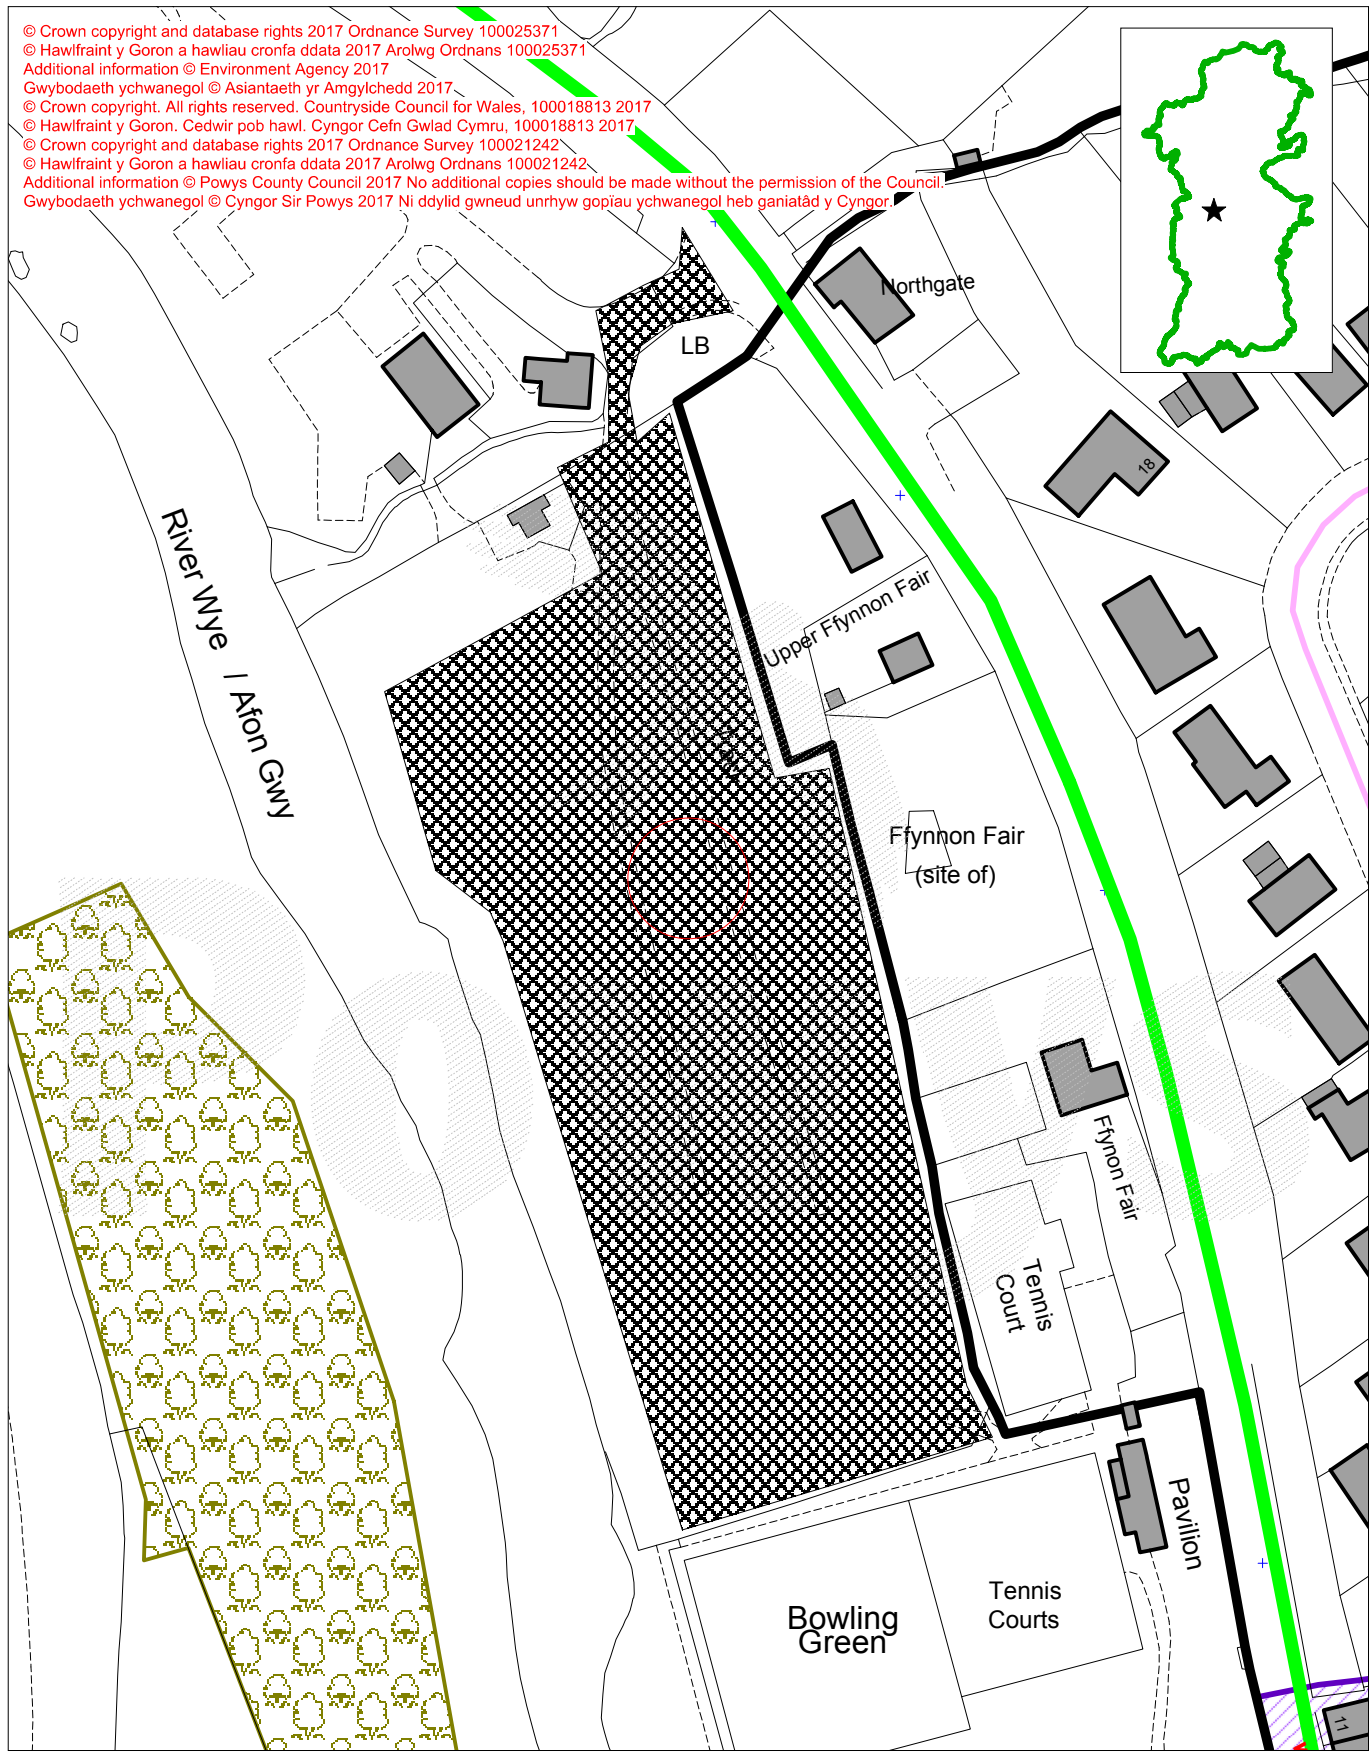 © Crown copyright and database rights 2017 Ordnance Survey 100025371
© Hawlfraint y Goron a hawliau cronfa ddata 2017 Arolwg Ordnans 100025371
Additional information © Environment Agency 2017
Gwybodaeth ychwanegol © Asiantaeth yr Amgylchedd 2017
© Crown copyright. All rights reserved. Countryside Council for Wales, 100018813 2017
© Hawlfraint y Goron. Cedwir pob hawl. Cyngor Cefn Gwlad Cymru, 100018813 2017
© Crown copyright and database rights 2017 Ordnance Survey 100021242
© Hawlfraint y Goron a hawliau cronfa ddata 2017 Arolwg Ordnans 100021242
Additional information © Powys County Council 2017 No additional copies should be made without the permission of the Council.
Gwybodaeth ychwanegol © Cyngor Sir Powys 2017 Ni ddylid gwneud unrhyw gopïau ychwanegol heb ganiatâd y Cyngor.
Northgate
LB
18
River Wye / Afon Gwy
Upper Ffynnon Fair
Ffynnon Fair
(site of)
Ffynon Fair
Tennis
Court
Pavilion
Tennis
Courts
Bowling
Green
11